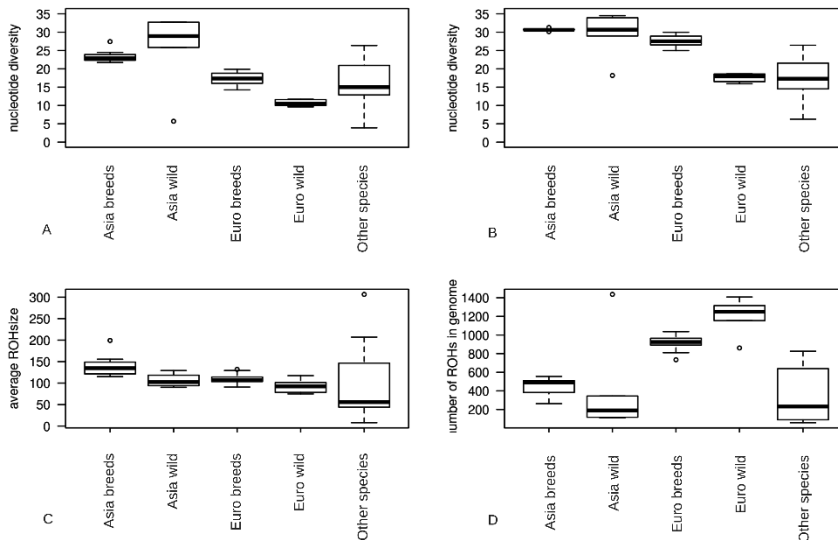 nucleotide diversity
35
30
25
20
15
10
5
0
Asia breeds
Asia wild
Euro breeds
Euro wild
Other species
A
nucleotide diversity
35
30
25
20
15
10
5
0
Asia breeds
Asia wild
Euro breeds
Euro wild
Other species
B
average ROHsize
300
250
200
150
100
50
0
Asia breeds
Asia wild
Euro breeds
Euro wild
Other species
C
number of ROHs in genome
1400
1200
1000
800
600
400
200
Asia breeds
Asia wild
Euro breeds
Euro wild
Other species
D